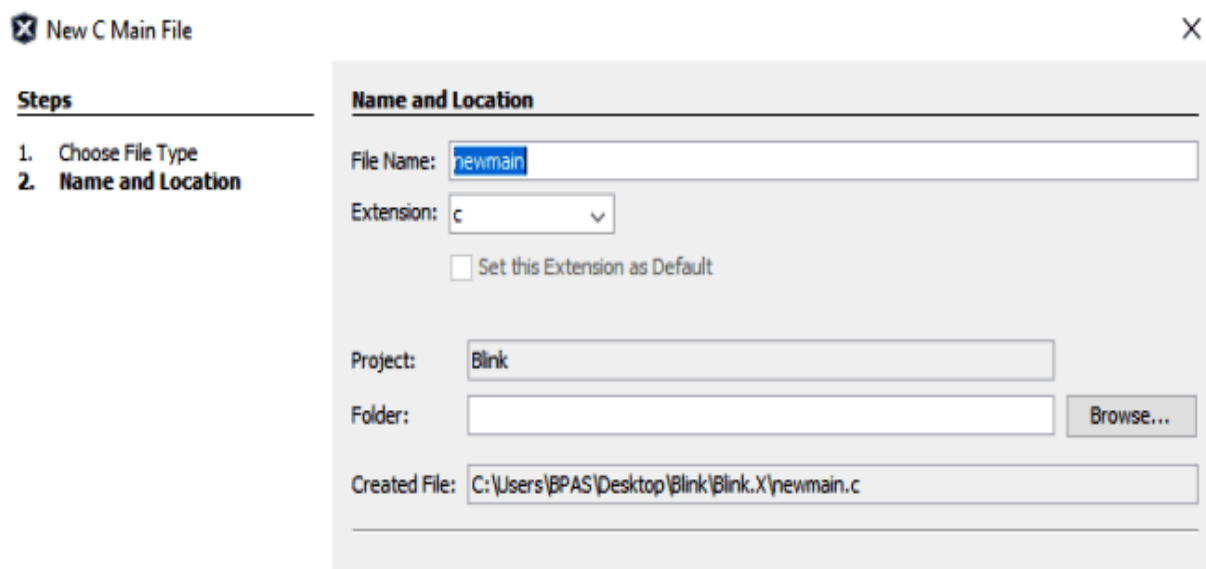 New C Main File
Steps
1. Choose File Type
2. Name and Location
Name and Location
File Name: newmain
Extension: c
Set this Extension as Default
Project: Blink
Folder: Browse...
Created File: C:\Users\BPAS\Desktop\Blink\Blink.X\newmain.c